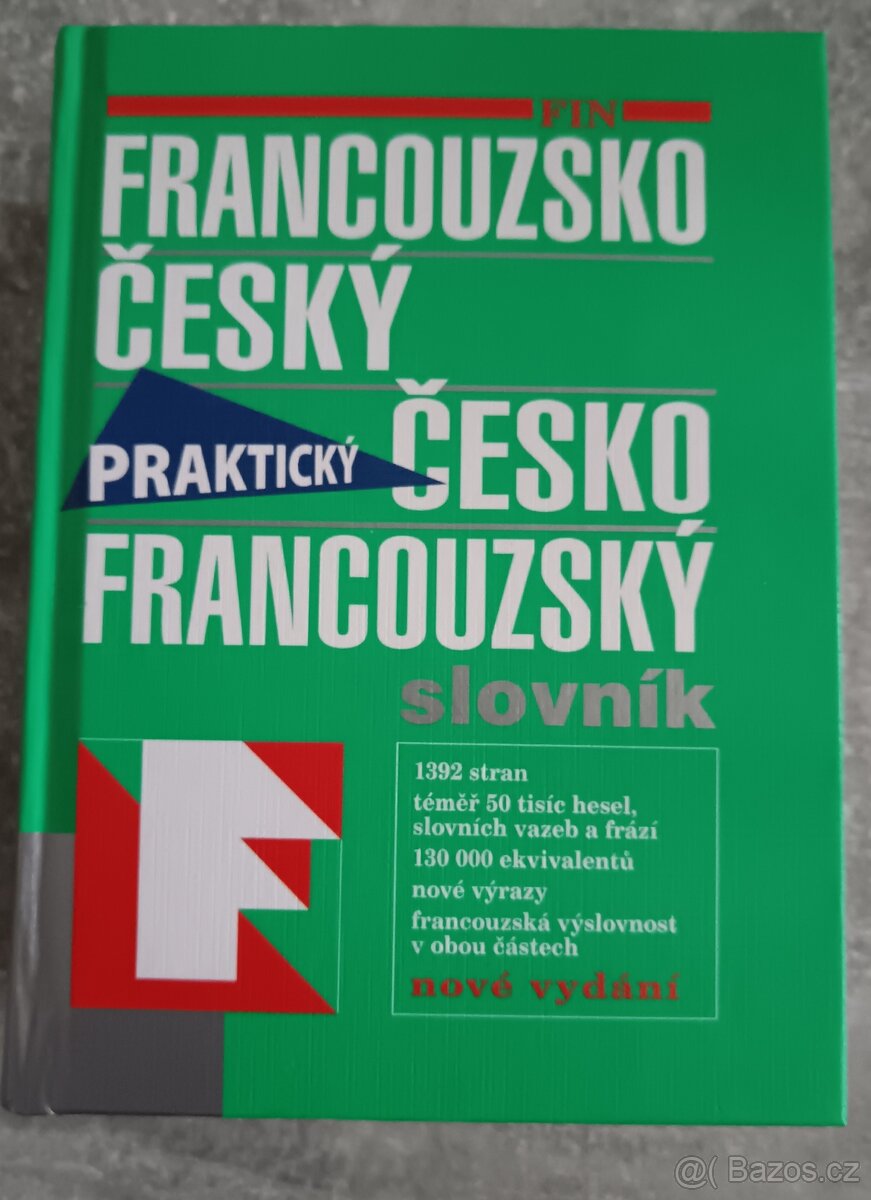 FIN
FRANCOUZSKO
ČESKÝ
PRAKTICKÝ
ČESKO
FRANCOUZSKÝ
slovník
1392 stran
téměř 50 tisíc hesel,
slovních vazeb a frází
130 000 ekvivalentů
nové výrazy
francouzská výslovnost
v obou částech
nové vydání
@( Bazos.cz